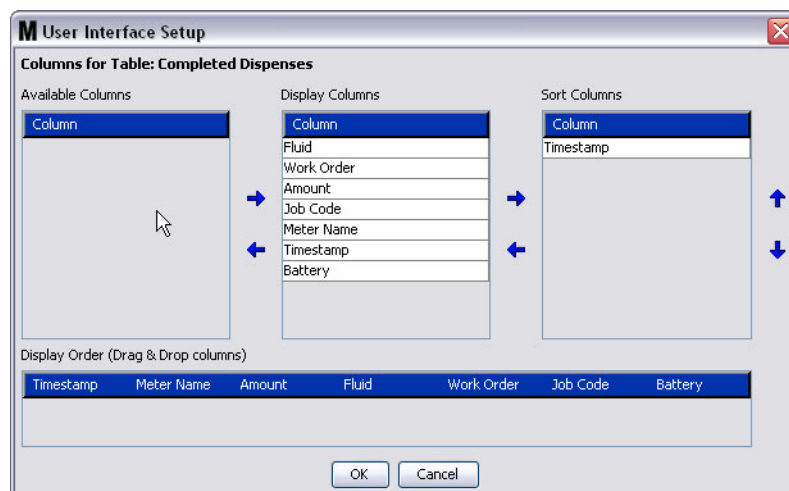 M User Interface Setup
Columns for Table: Completed Dispenses
Available Columns
Display Columns
Sort Columns
Column
Column
Column
Fluid
Timestamp
Work Order
Amount
Job Code
Meter Name
Timestamp
Battery
Display Order (Drag & Drop columns)
Timestamp Meter Name Amount Fluid Work Order Job Code Battery
OK Cancel